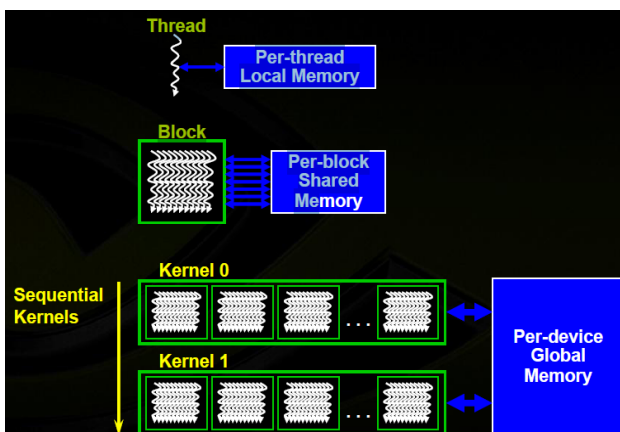 Thread
Per-thread
Local Memory
Block
Per-block
Shared
Memory
Kernel 0
Sequential
Kernels
. . .
Per-device
Global
Memory
Kernel 1
. . .